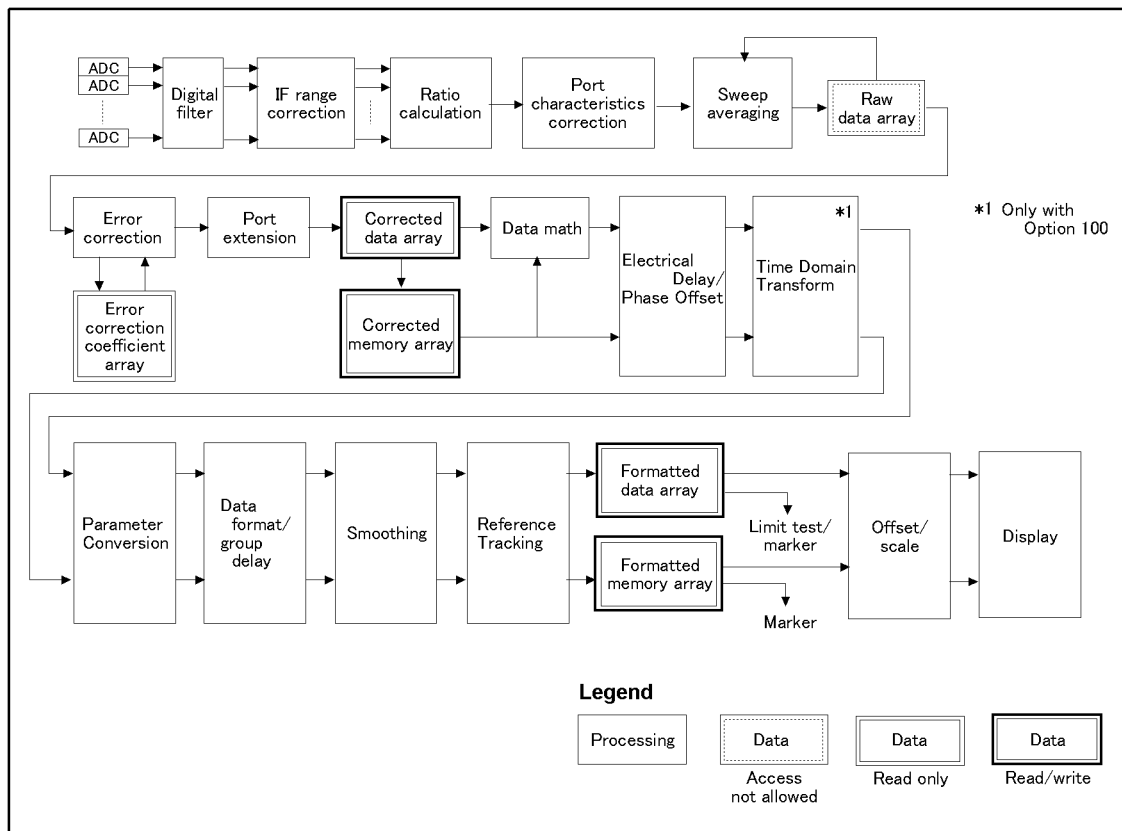 ADC
ADC
ADC
Digital
filter
IF range
correction
Ratio
calculation
Port
characteristics
correction
Sweep
averaging
Raw
data array
Error
correction
Port
extension
Corrected
data array
Data math
Electrical
Delay/
Phase Offset
*1
Time Domain
Transform
*1 Only with
Option 100
Error
correction
coefficient
array
Corrected
memory array
Parameter
Conversion
Data
format/
group
delay
Smoothing
Reference
Tracking
Formatted
data array
Limit test/
marker
Formatted
memory array
Marker
Offset/
scale
Display
Legend
Processing
Data
Access
not allowed
Data
Read only
Data
Read/write